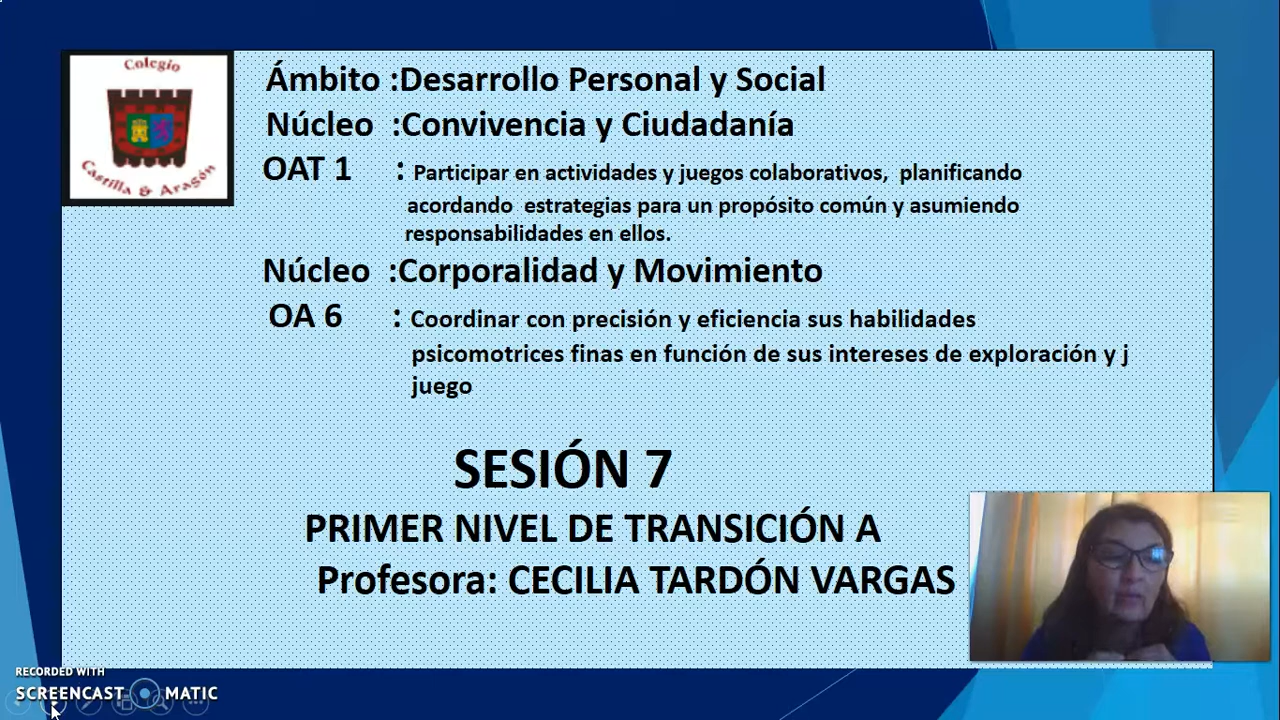 Colegio
Castilla & Aragón
Ámbito :Desarrollo Personal y Social
Núcleo :Convivencia y Ciudadanía
OAT 1 : Participar en actividades y juegos colaborativos, planificando
acordando estrategias para un propósito común y asumiendo
responsabilidades en ellos.
Núcleo :Corporalidad y Movimiento
OA 6 : Coordinar con precisión y eficiencia sus habilidades
psicomotrices finas en función de sus intereses de exploración y j
juego
SESIÓN 7
PRIMER NIVEL DE TRANSICIÓN A
Profesora: CECILIA TARDÓN VARGAS
RECORDED WITH
SCREENCAST MATIC